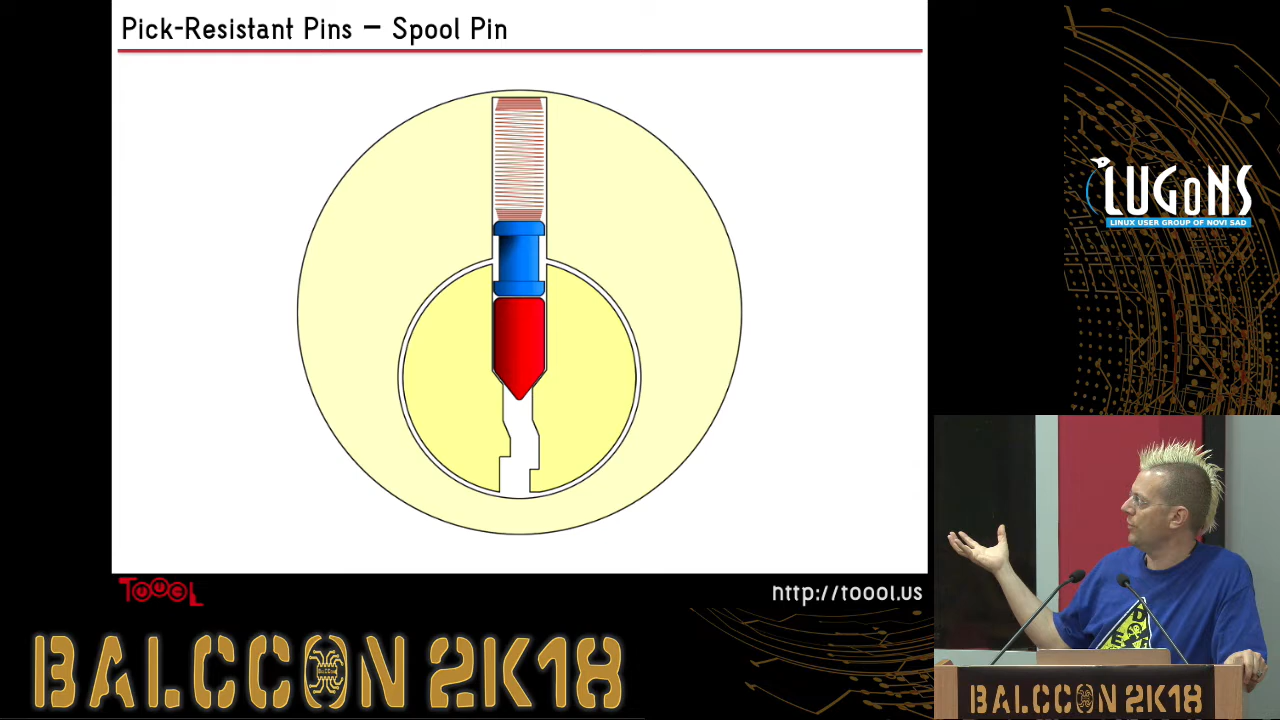 Pick-Resistant Pins – Spool Pin
LUGoNS
LINUX USER GROUP OF NOVI SAD
TOOOL
http://toool.us
BALCCON 2K18
BALCCON 2K18